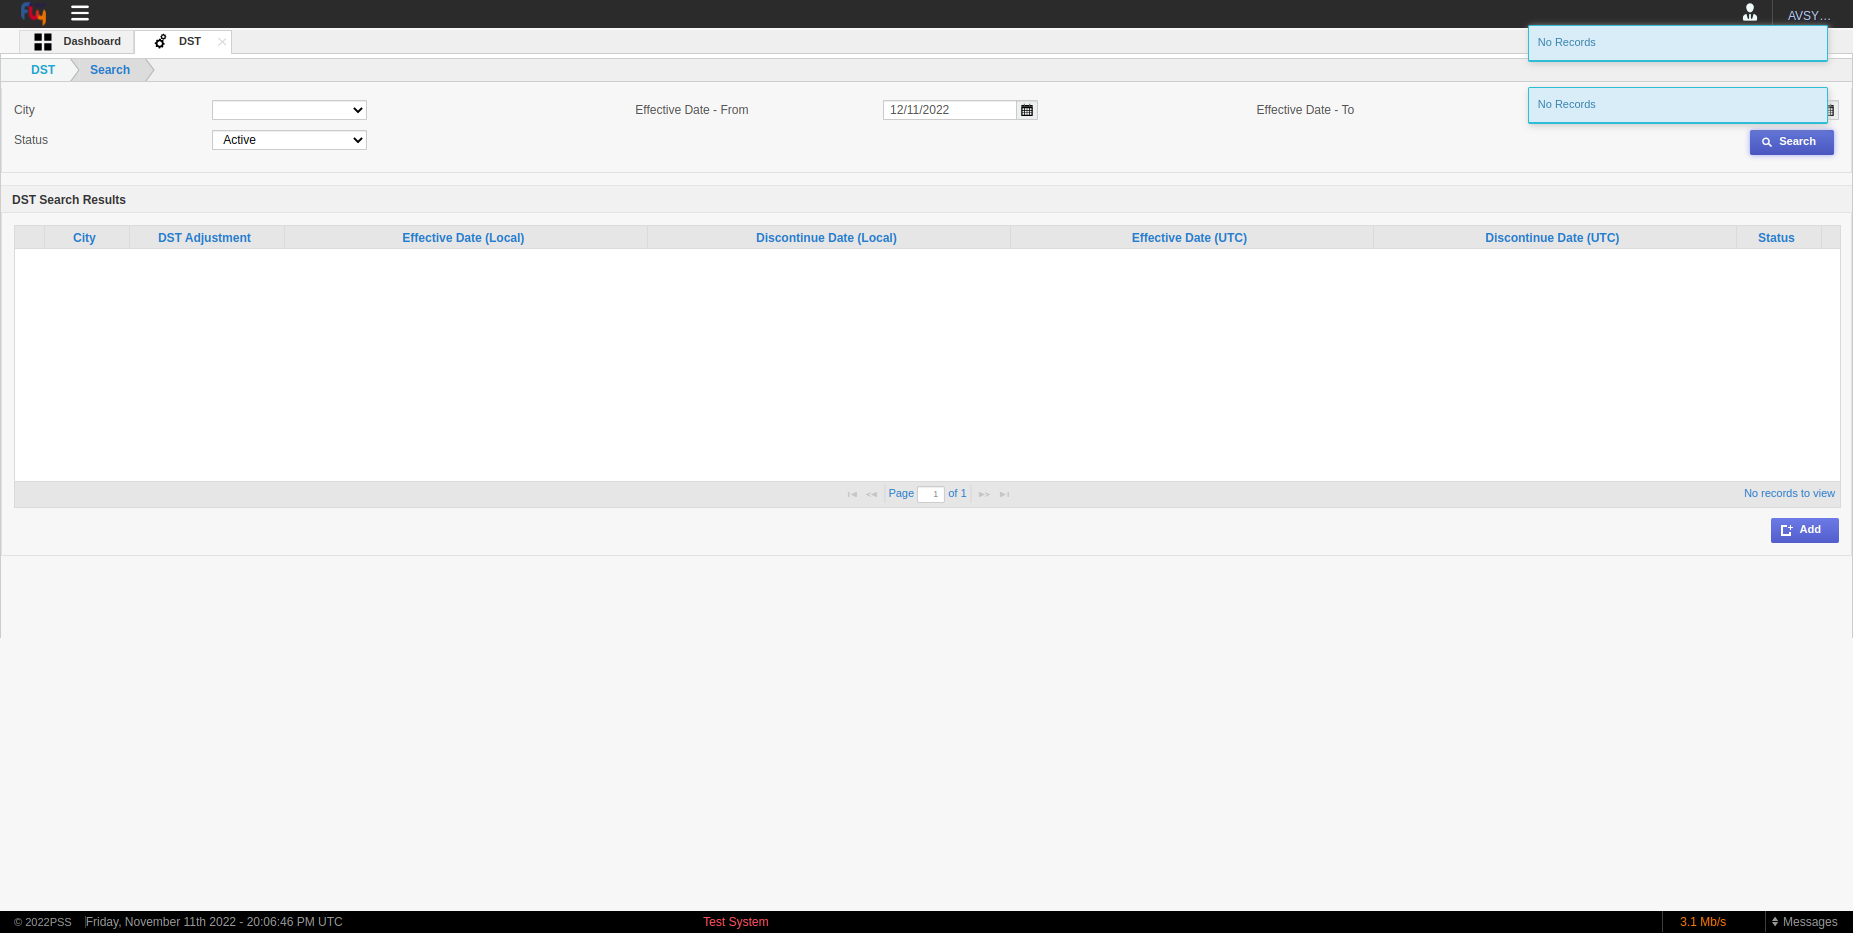 Fly
AVSY...
Dashboard DST
No Records
DST Search
City Effective Date - From 12/11/2022 Effective Date - To
No Records
Status Active Search
DST Search Results
City DST Adjustment Effective Date (Local) Discontinue Date (Local) Effective Date (UTC) Discontinue Date (UTC) Status
Page 1 of 1 No records to view
Add
© 2022PSS Friday, November 11th 2022 - 20:06:46 PM UTC Test System 3.1 Mb/s Messages